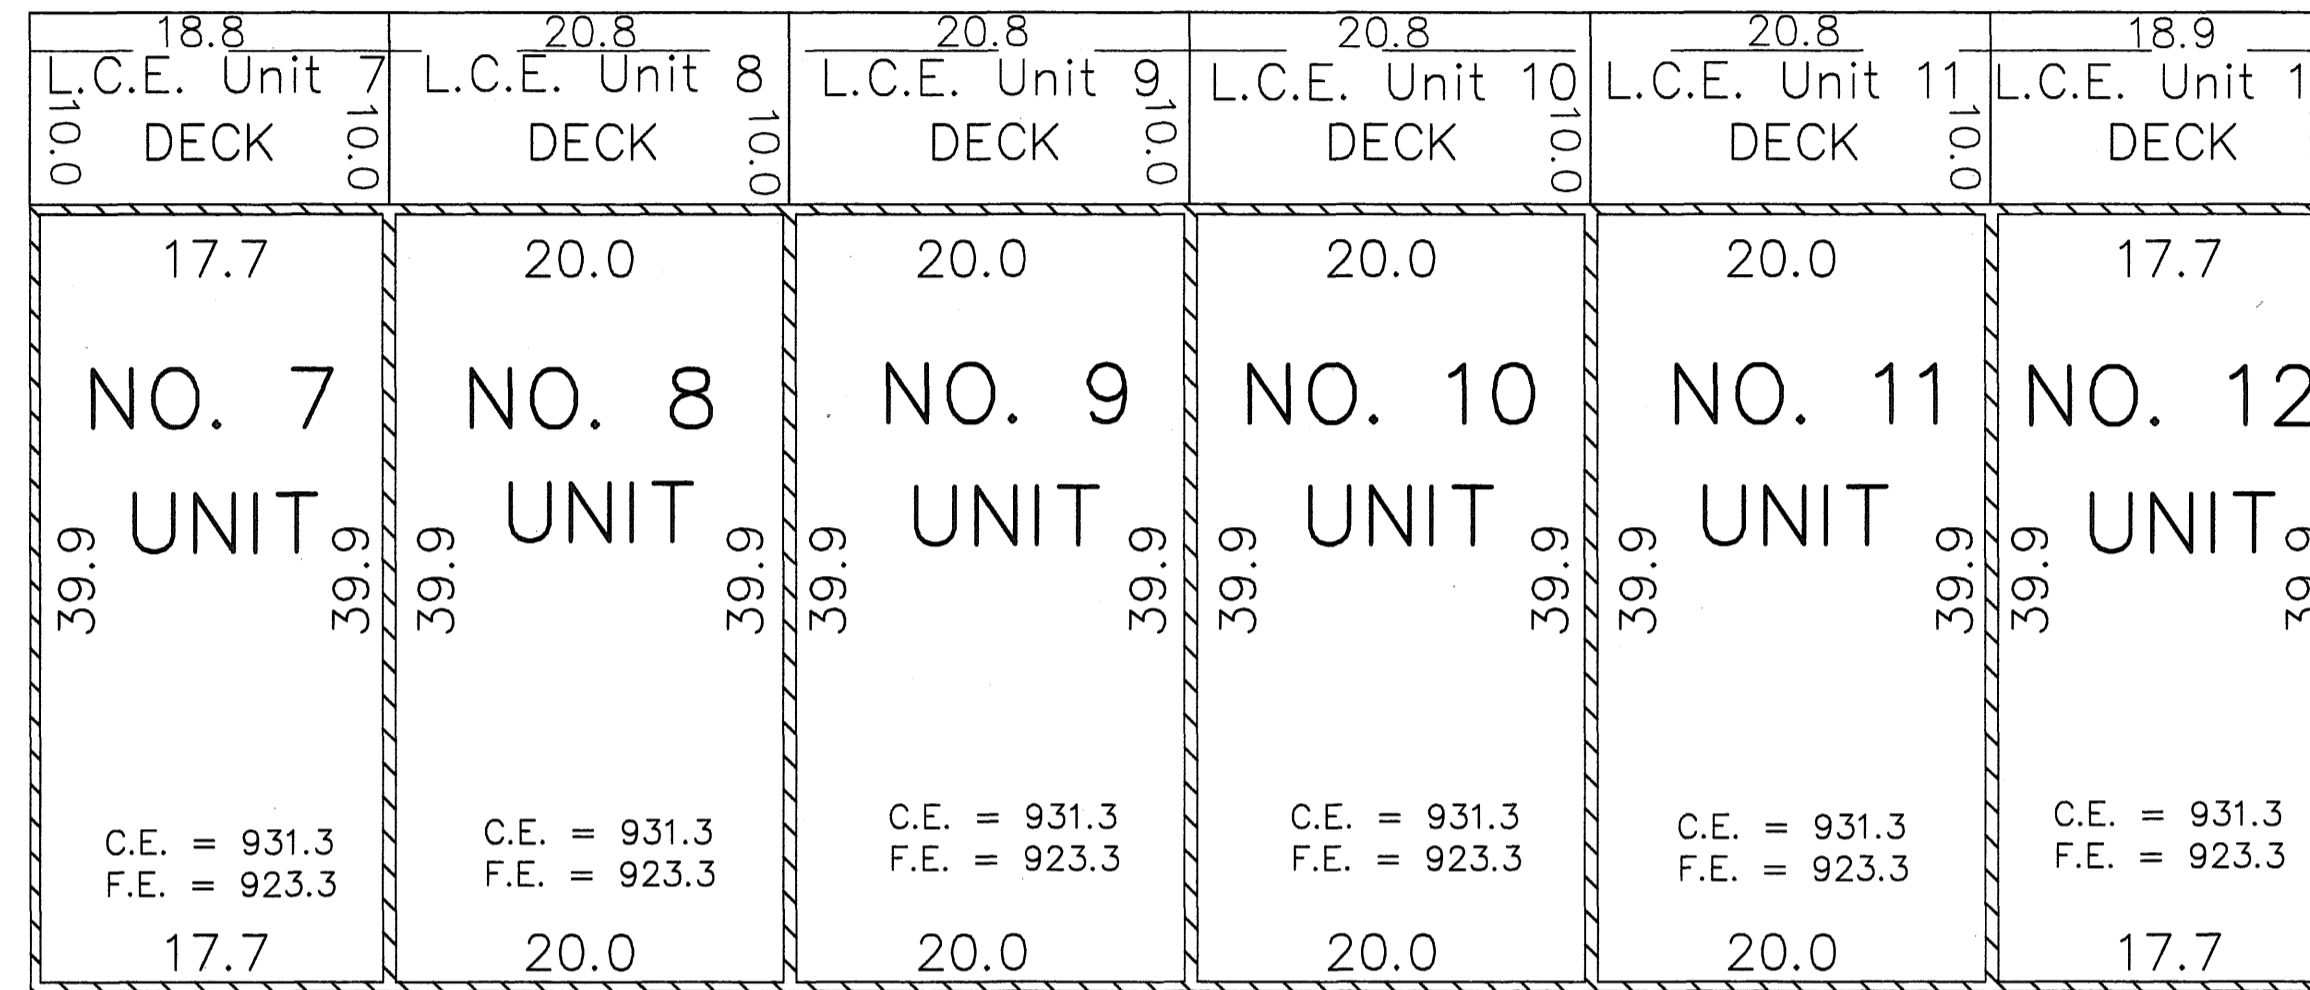 18.8
L.C.E. Unit 7
DECK
10.0
10.0
20.8
L.C.E. Unit 8
DECK
10.0
20.8
L.C.E. Unit 9
DECK
10.0
20.8
L.C.E. Unit 10
DECK
10.0
20.8
L.C.E. Unit 11
DECK
10.0
18.9
L.C.E. Unit 1
DECK
17.7
NO. 7
UNIT
39.9
39.9
C.E. = 931.3
F.E. = 923.3
17.7
20.0
NO. 8
UNIT
39.9
39.9
C.E. = 931.3
F.E. = 923.3
20.0
20.0
NO. 9
UNIT
39.9
39.9
C.E. = 931.3
F.E. = 923.3
20.0
20.0
NO. 10
UNIT
39.9
39.9
C.E. = 931.3
F.E. = 923.3
20.0
20.0
NO. 11
UNIT
39.9
39.9
C.E. = 931.3
F.E. = 923.3
20.0
17.7
NO. 12
UNIT
39.9
39.9
C.E. = 931.3
F.E. = 923.3
17.7